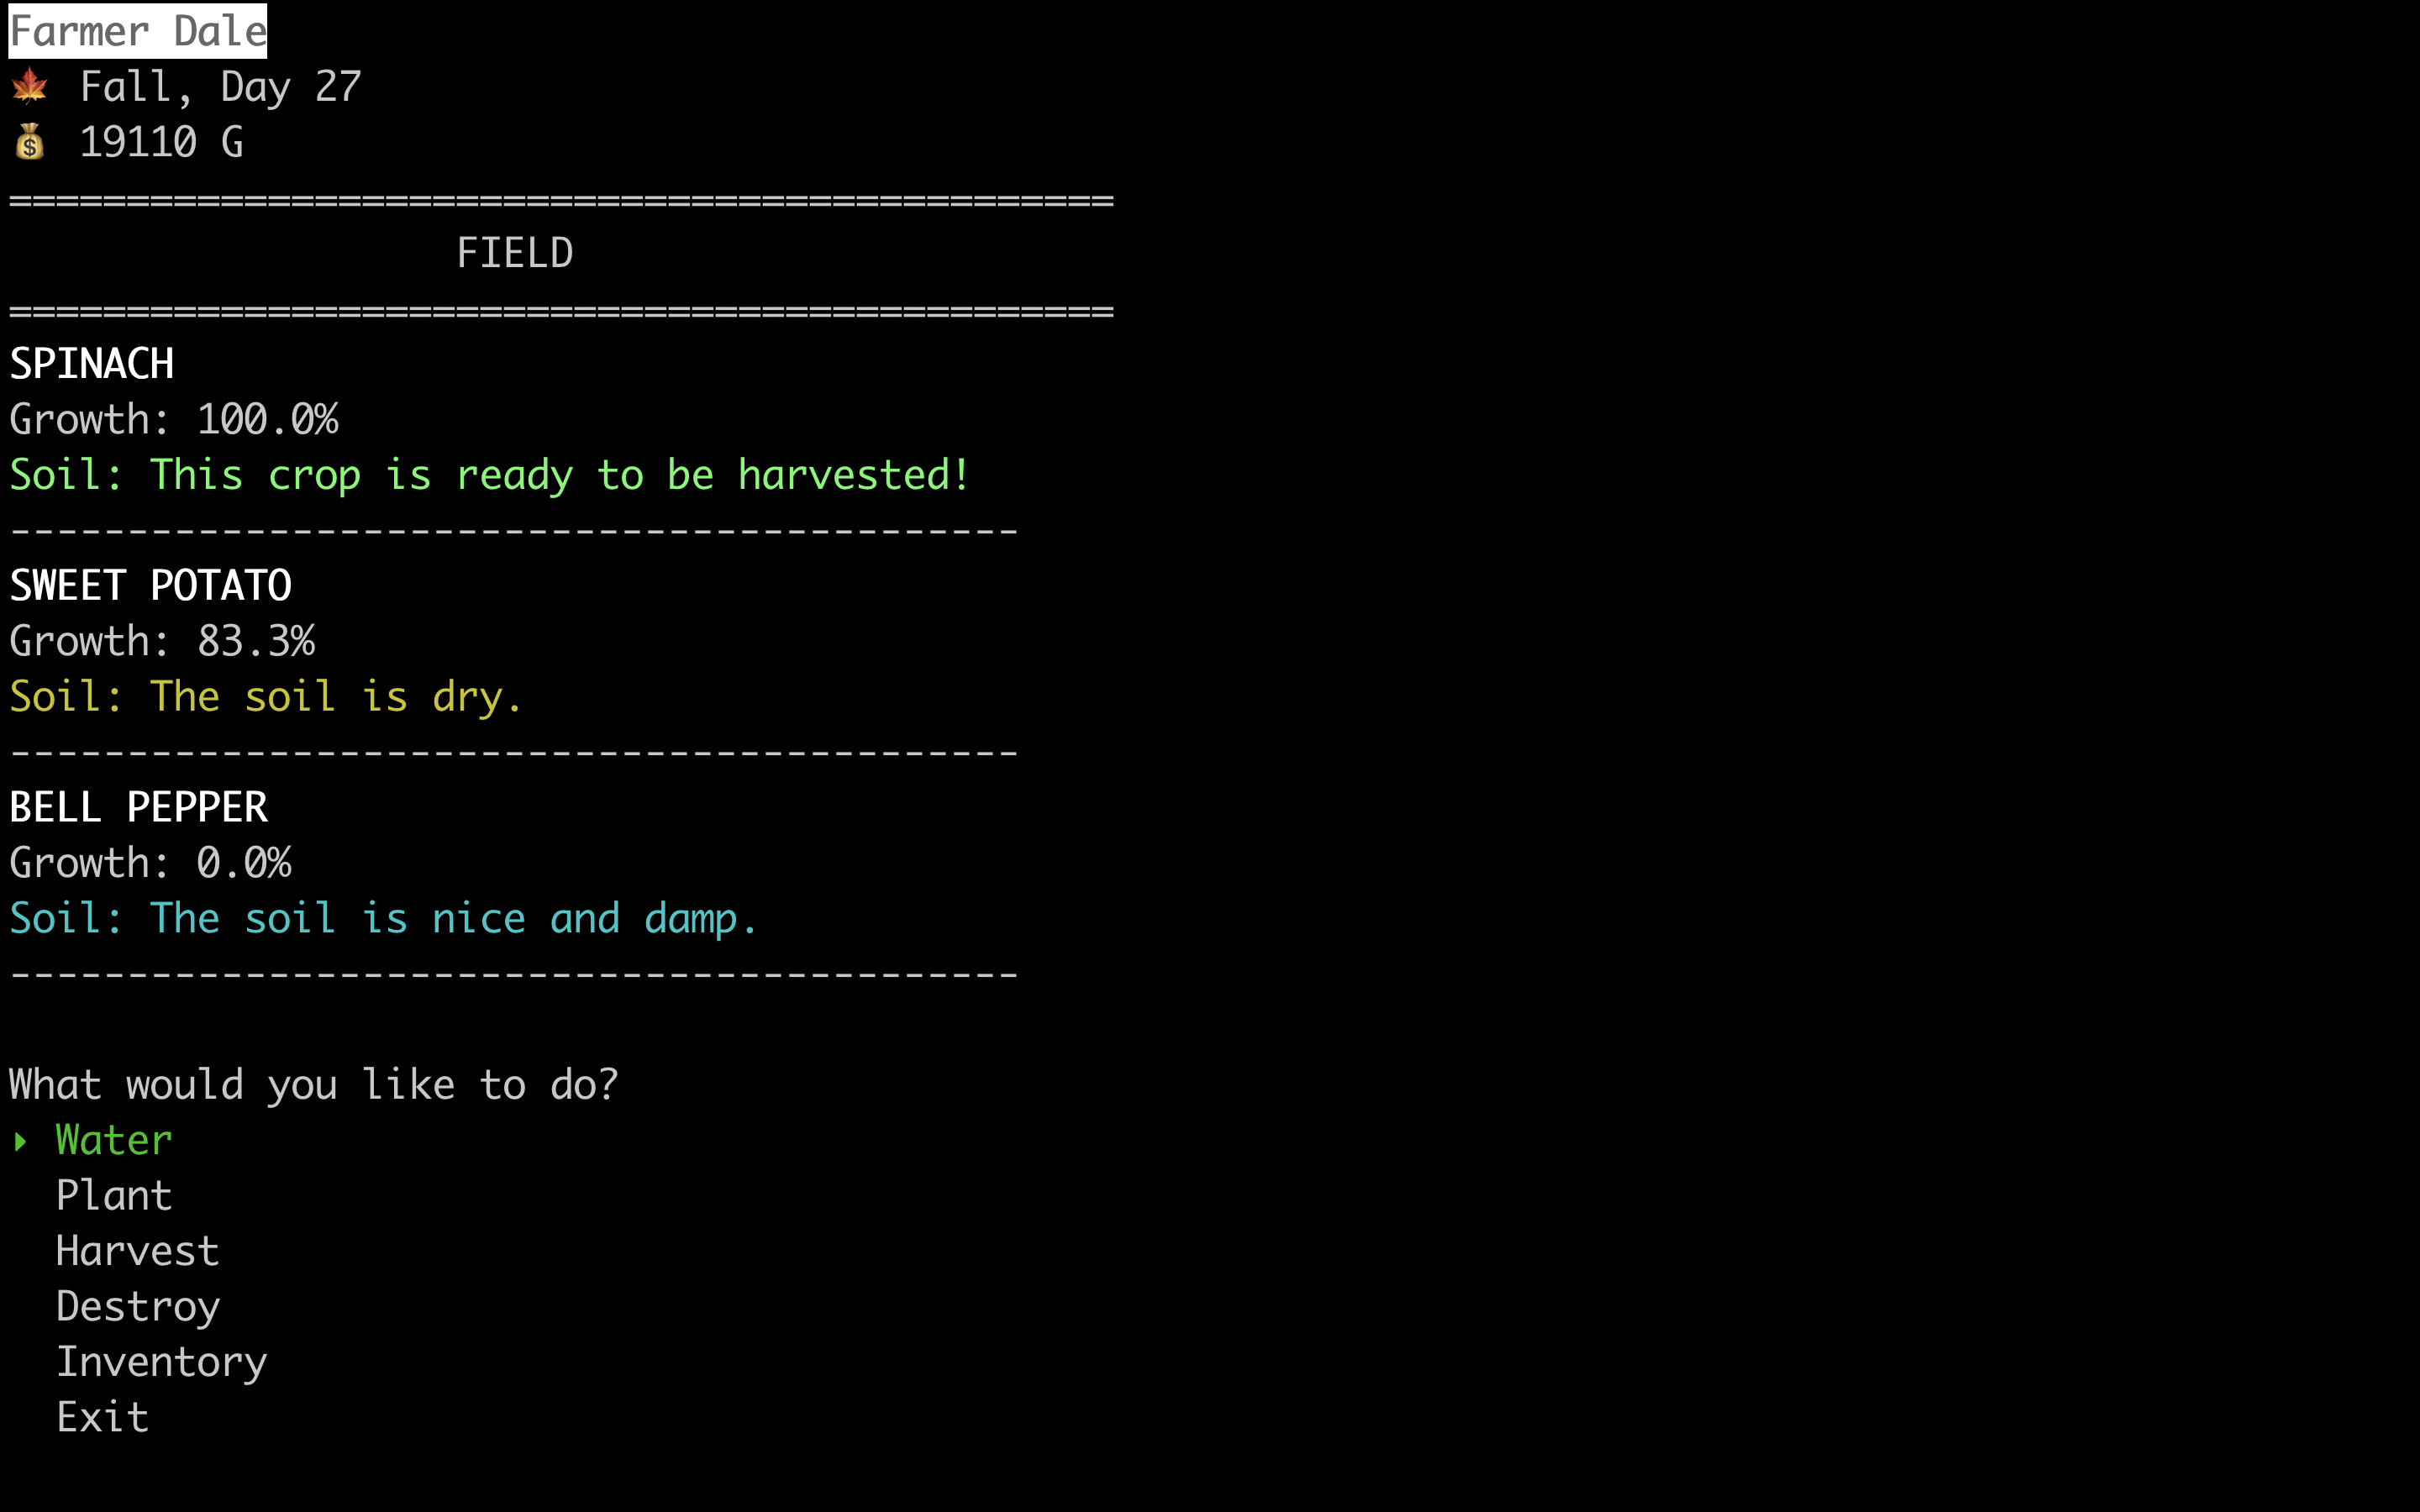 Farmer Dale
🍁 Fall, Day 27
💰 19110 G
===============================================
                   FIELD
===============================================
SPINACH
Growth: 100.0%
Soil: This crop is ready to be harvested!
-------------------------------------------
SWEET POTATO
Growth: 83.3%
Soil: The soil is dry.
-------------------------------------------
BELL PEPPER
Growth: 0.0%
Soil: The soil is nice and damp.
-------------------------------------------
What would you like to do?
‣ Water
  Plant
  Harvest
  Destroy
  Inventory
  Exit